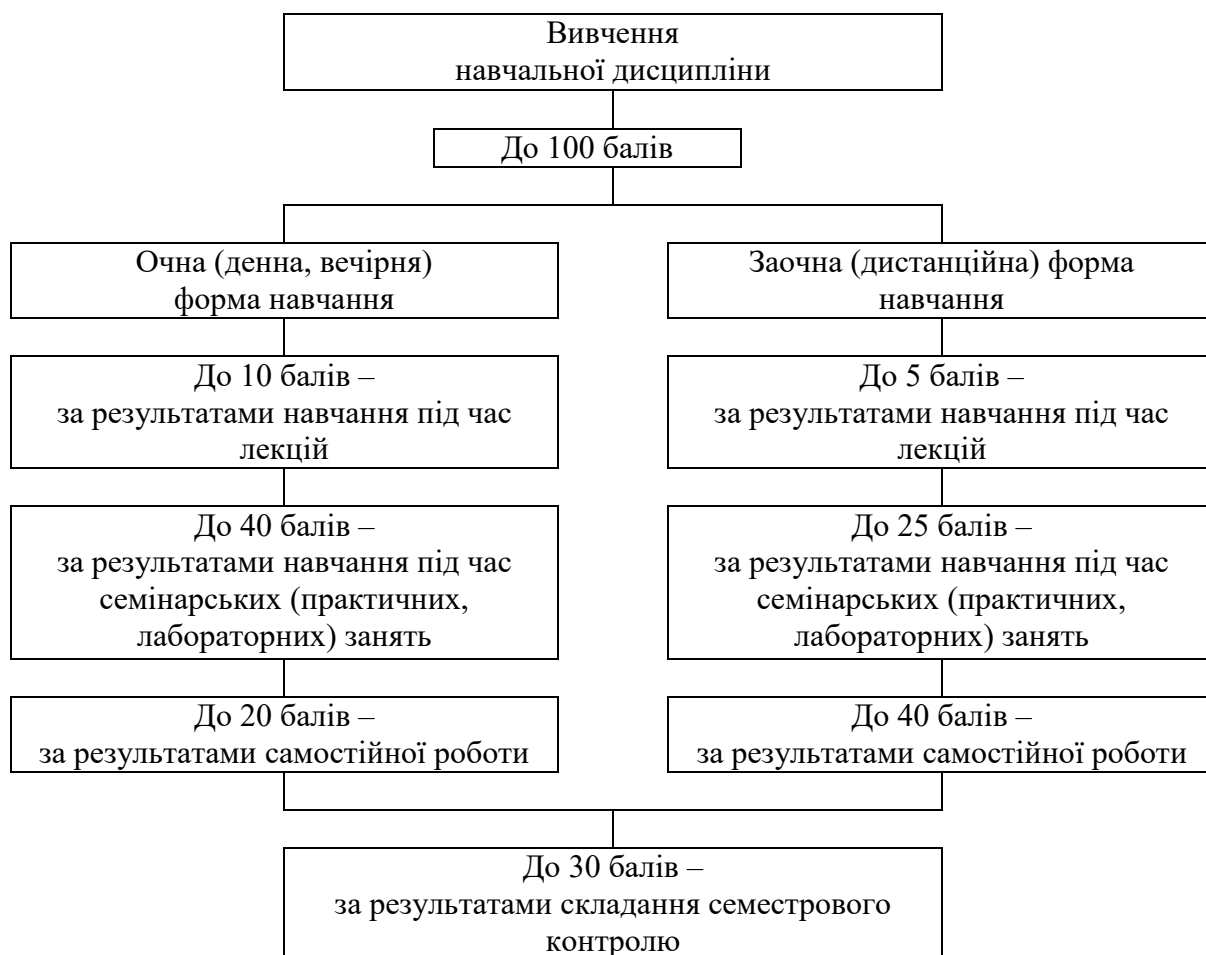 Вивчення
навчальної дисципліни
До 100 балів
Очна (денна, вечірня)
форма навчання
Заочна (дистанційна) форма
навчання
До 10 балів –
за результатами навчання під час
лекцій
До 5 балів –
за результатами навчання під час
лекцій
До 40 балів –
за результатами навчання під час
семінарських (практичних,
лабораторних) занять
До 25 балів –
за результатами навчання під час
семінарських (практичних,
лабораторних) занять
До 20 балів –
за результатами самостійної роботи
До 40 балів –
за результатами самостійної роботи
До 30 балів –
за результатами складання семестрового
контролю